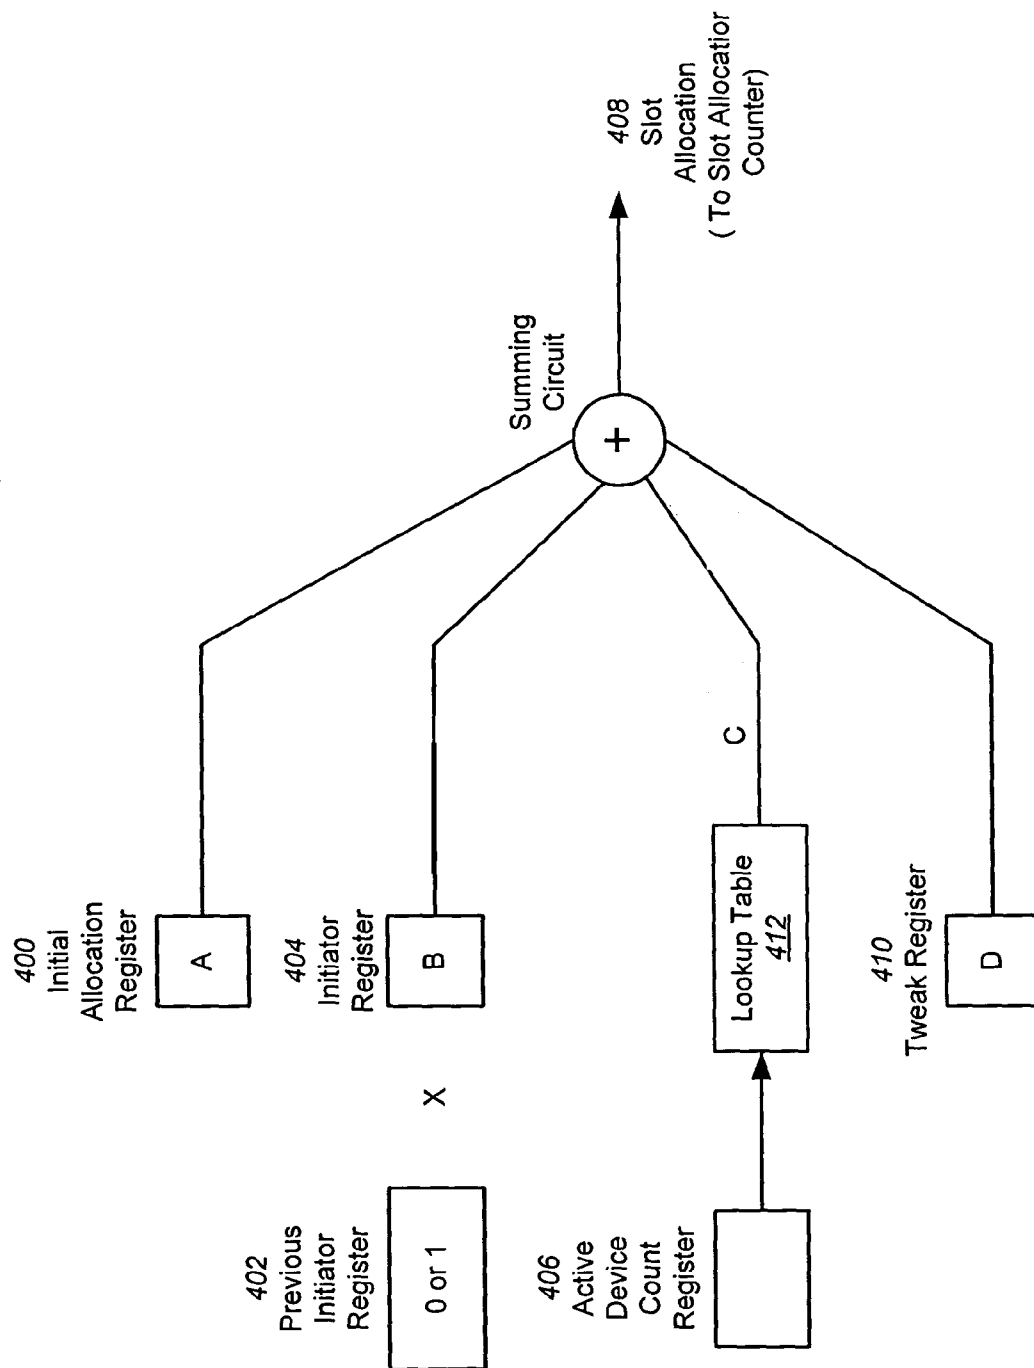 400
Initial
Allocation
Register
A
404
Initiator
Register
B
402
Previous
Initiator
Register
0 or 1
X
406
Active
Device
Count
Register
Lookup Table
412
C
410
Tweak Register
D
Summing
Circuit
+
408
Slot
Allocation
( To Slot Allocatior
Counter)